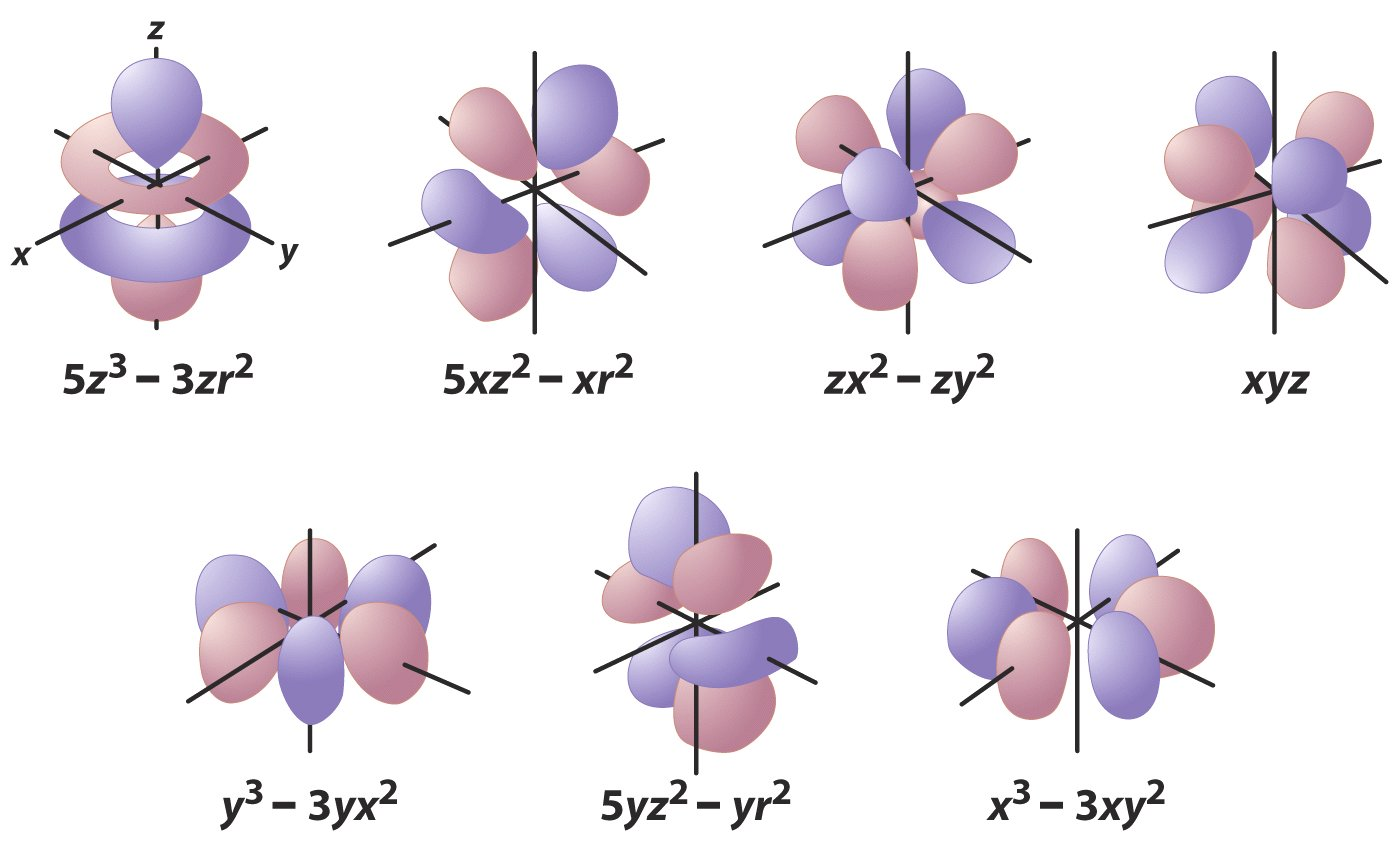 z
x
y
5z³ – 3zr²
5xz² – xr²
zx² – zy²
xyz
y³ – 3yx²
5yz² – yr²
x³ – 3xy²